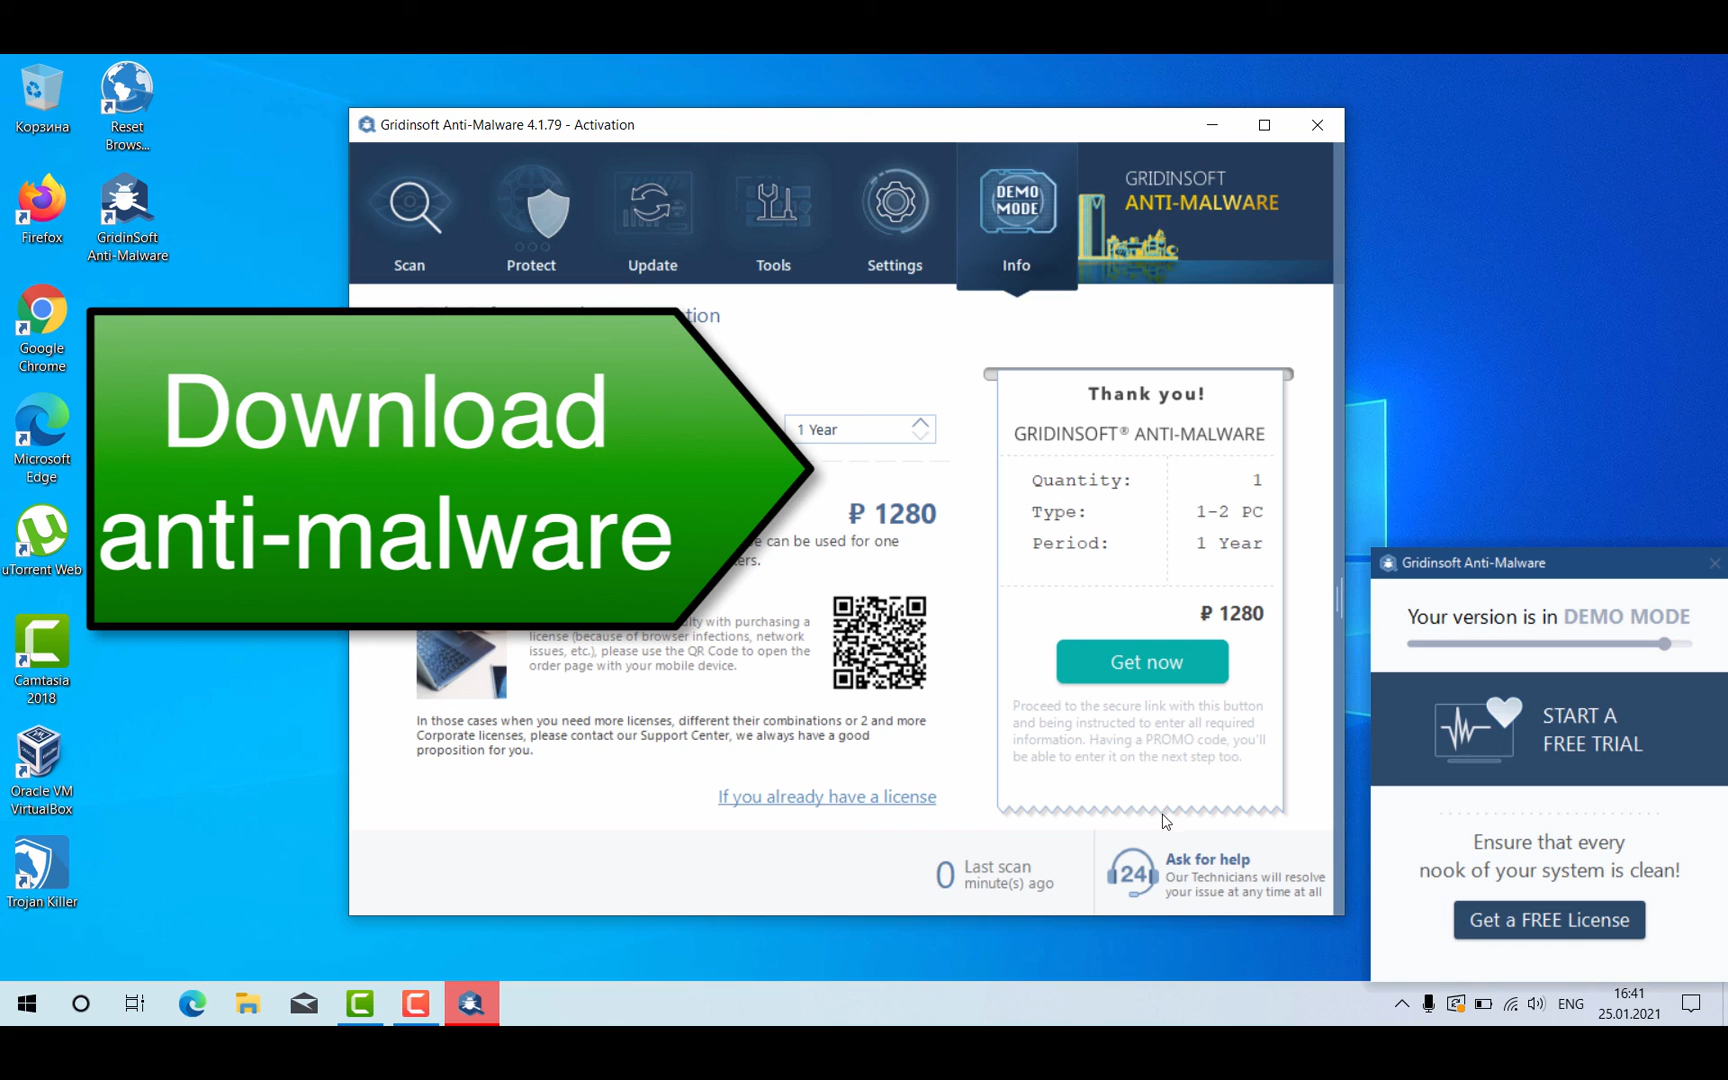 Корзина
Reset
Brows...
Firefox
GridinSoft
Anti-Malware
Google
Chrome
Microsoft
Edge
uTorrent Web
Camtasia
2018
Oracle VM
VirtualBox
Trojan Killer
Download
anti-malware
Gridinsoft Anti-Malware 4.1.79 - Activation
Scan
Protect
Update
Tools
Settings
DEMO
MODE
Info
GRIDINSOFT
ANTI-MALWARE
1 Year
₽ 1280
can be used for one
with purchasing a
license (because of browser infections, network
issues, etc.), please use the QR Code to open the
order page with your mobile device.
In those cases when you need more licenses, different their combinations or 2 and more
Corporate licenses, please contact our Support Center, we always have a good
proposition for you.
If you already have a license
Thank you!
GRIDINSOFT® ANTI-MALWARE
Quantity: 1
Type: 1-2 PC
Period: 1 Year
₽ 1280
Get now
Proceed to the secure link with this button
and being instructed to enter all required
information. Having a PROMO code, you'll
be able to enter it on the next step too.
0 Last scan
minute(s) ago
24
Ask for help
Our Technicians will resolve
your issue at any time at all
Gridinsoft Anti-Malware
Your version is in DEMO MODE
START A
FREE TRIAL
Ensure that every
nook of your system is clean!
Get a FREE License
ENG
16:41
25.01.2021